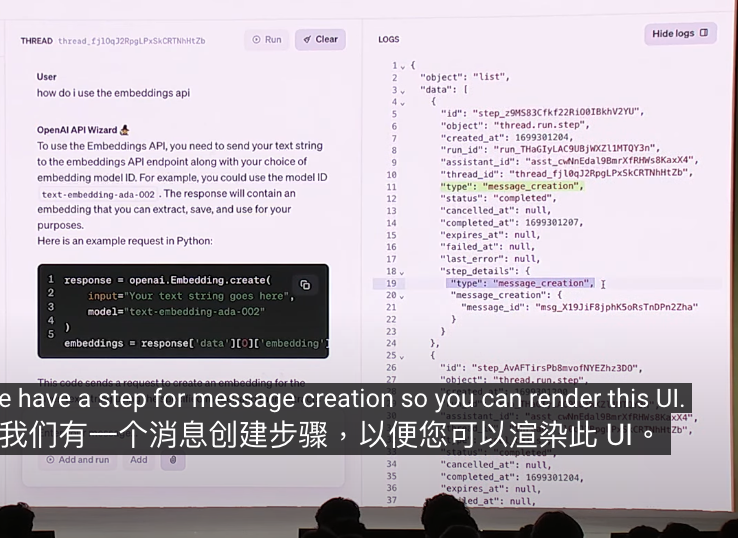 THREAD thread_fjlOqJ2RpgLPxSkCRTNhHtZb Run Clear
User
how do i use the embeddings api
OpenAI API Wizard
To use the Embeddings API, you need to send your text string
to the embeddings API endpoint along with your choice of
embedding model ID. For example, you could use the model ID
text-embedding-ada-002 . The response will contain an
embedding that you can extract, save, and use for your
purposes.
Here is an example request in Python:
1 response = openai.Embedding.create(
2 input="Your text string goes here",
3 model="text-embedding-ada-002"
4 )
5 embeddings = response['data'][0]['embedding']
This code sends a request to create an embedding for the
Add and run Add
LOGS Hide logs
1 {
2 "object": "list",
3 "data": [
4 {
5 "id": "step_z9MS83Cfkf22RiO0IBkhV2YU",
6 "object": "thread.run.step",
7 "created_at": 1699301204,
8 "run_id": "run_THaGIyLAC9UBjWXZl1MTQY3n",
9 "assistant_id": "asst_cwNnEdal9BmrXfRHWs8KaxX4",
10 "thread_id": "thread_fjl0qJ2RpgLPxSkCRTNhHtZb",
11 "type": "message_creation",
12 "status": "completed",
13 "cancelled_at": null,
14 "completed_at": 1699301207,
15 "expires_at": null,
16 "failed_at": null,
17 "last_error": null,
18 "step_details": {
19 "type": "message_creation",
20 "message_creation": {
21 "message_id": "msg_X19JiF8jphK5oRsTnDPn2Zha"
22 }
23 }
24 },
25 {
26 "id": "step_AvAFTirsPb8mvofNYEZhz3DO",
27 "object": "thread.run.step",
33 "status": "completed",
34 "cancelled_at": null,
35 "completed_at": 1699301204,
36 "expires_at": null,
37 "failed_at": null,
e have a step for message creation so you can render this UI.
我们有一个消息创建步骤，以便您可以渲染此 UI。